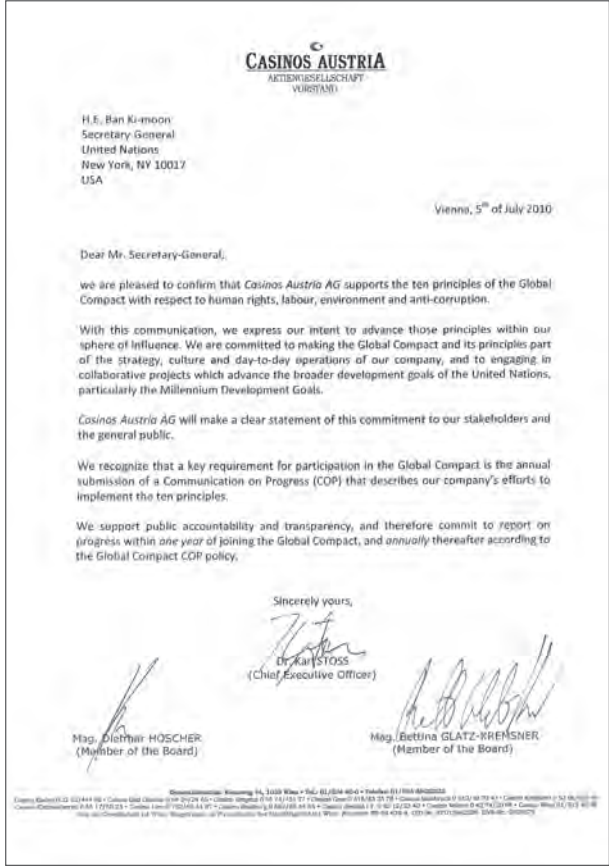 CASINOS AUSTRIA
AKTIENGESELLSCHAFT
VORSTAND
H.E. Ban Ki-moon
Secretary General
United Nations
New York, NY 10017
USA
Vienna, 5th of July 2010
Dear Mr. Secretary-General,
we are pleased to confirm that Casinos Austria AG supports the ten principles of the Global
Compact with respect to human rights, labour, environment and anti-corruption.
With this communication, we express our intent to advance those principles within our
sphere of influence. We are committed to making the Global Compact and its principles part
of the strategy, culture and day-to-day operations of our company, and to engaging in
collaborative projects which advance the broader development goals of the United Nations,
particularly the Millennium Development Goals.
Casinos Austria AG will make a clear statement of this commitment to our stakeholders and
the general public.
We recognize that a key requirement for participation in the Global Compact is the annual
submission of a Communication on Progress (COP) that describes our company's efforts to
implement the ten principles.
We support public accountability and transparency, and therefore commit to report on
progress within one year of joining the Global Compact, and annually thereafter according to
the Global Compact COP policy.
Sincerely yours,
Dr. Karl STOSS
(Chief Executive Officer)
Mag. Dietmar HOSCHER
(Member of the Board)
Mag. Bettina GLATZ-KREMSNER
(Member of the Board)